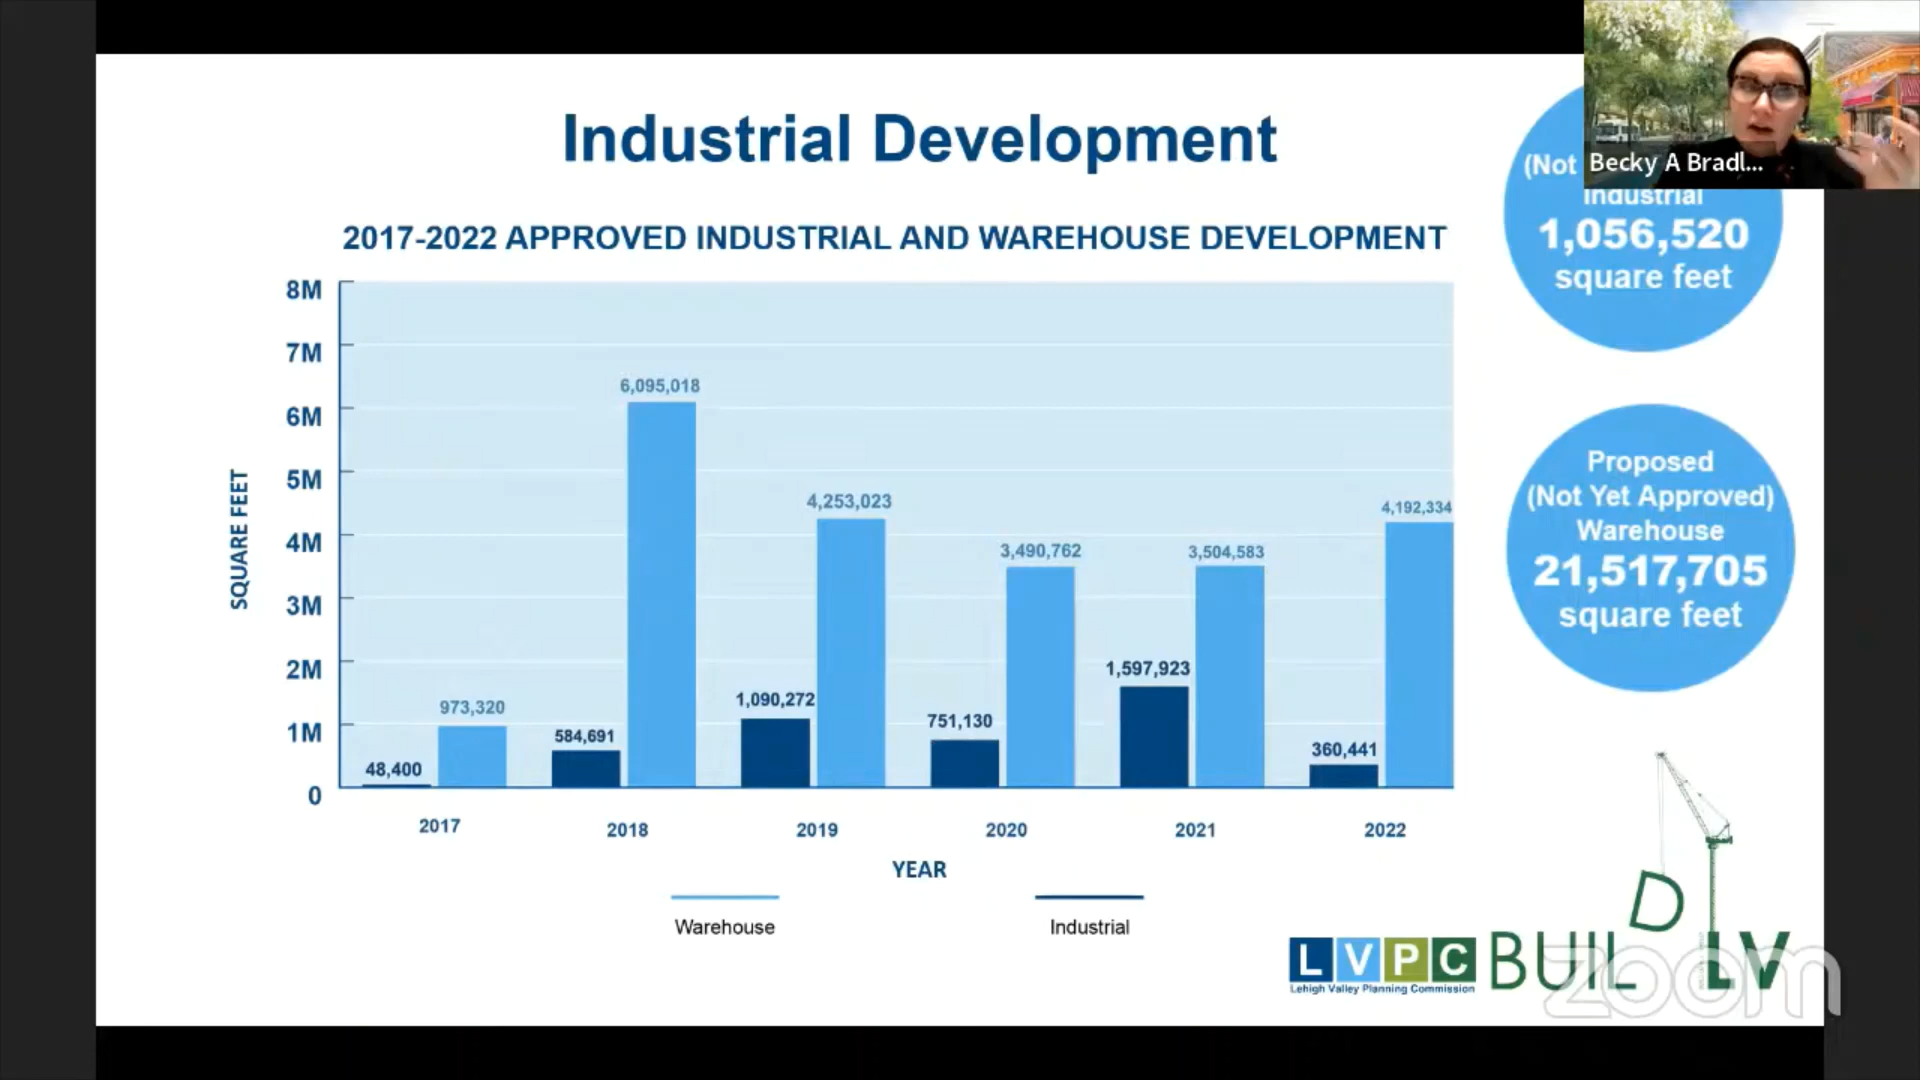 Industrial Development
2017-2022 APPROVED INDUSTRIAL AND WAREHOUSE DEVELOPMENT
SQUARE FEET
8M
7M
6M
5M
4M
3M
2M
1M
0
48,400
973,320
584,691
6,095,018
1,090,272
4,253,023
751,130
3,490,762
1,597,923
3,504,583
360,441
4,192,334
2017
2018
2019
2020
2021
2022
YEAR
Warehouse
Industrial
Becky A Bradl...
(Not
Industrial
1,056,520
square feet
Proposed
(Not Yet Approved)
Warehouse
21,517,705
square feet
LVPC
Lehigh Valley Planning Commission
BUILD LV
zoom